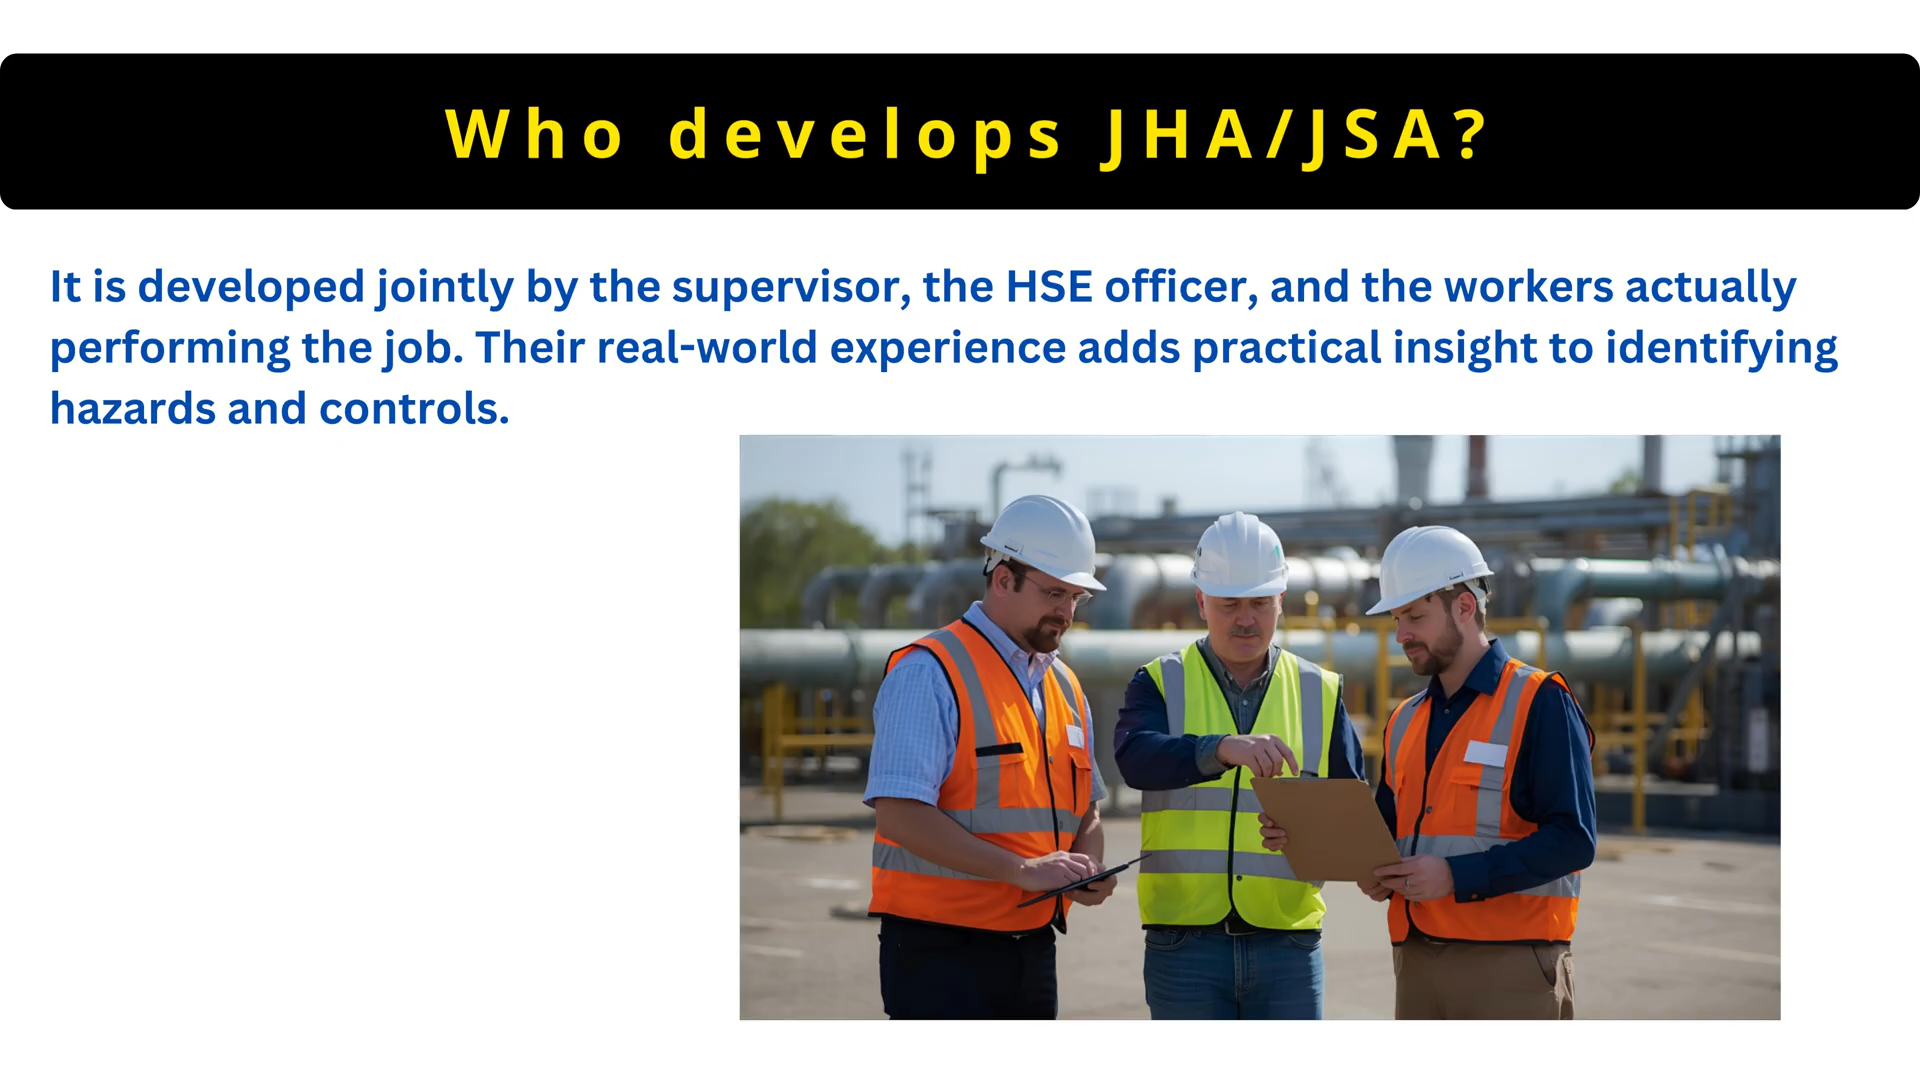 Who develops JHA/JSA?
It is developed jointly by the supervisor, the HSE officer, and the workers actually
performing the job. Their real-world experience adds practical insight to identifying
hazards and controls.